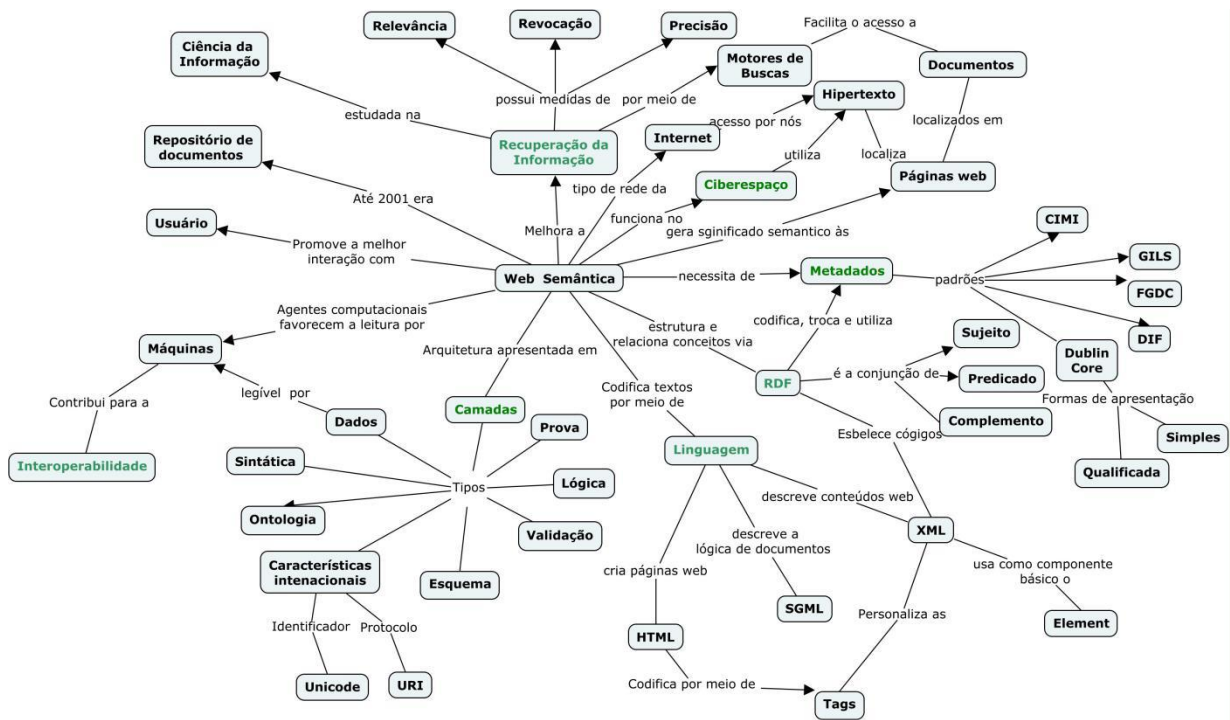 Facilita o acesso a
Relevância
Revocação
Precisão
Ciência da
Informação
Motores de
Buscas
Documentos
possui medidas de
por meio de
Hipertexto
estudada na
acesso por nós
localizados em
Repositório de
documentos
Recuperação da
Informação
Internet
utiliza
localiza
tipo de rede da
Ciberespaço
Páginas web
Até 2001 era
Usuário
Melhora a
funciona no
gera sginificado semantico às
CIMI
Promove a melhor
interação com
GILS
Web Semântica
necessita de
Metadados
padrões
FGDC
Agentes computacionais
favorecem a leitura por
estrutura e
relaciona conceitos via
codifica, troca e utiliza
Sujeito
DIF
Máquinas
Arquitetura apresentada em
Dublin
Core
Codifica textos
por meio de
RDF
é a conjunção de
Predicado
Contribui para a
legível por
Camadas
Formas de apresentação
Dados
Prova
Esbelece cógigos
Complemento
Simples
Interoperabilidade
Sintática
Linguagem
Qualificada
Tipos
Lógica
descreve conteúdos web
Ontologia
Validação
XML
descreve a
lógica de documentos
Características
intenacionais
Esquema
cria páginas web
usa como componente
básico o
SGML
Personaliza as
Element
Identificador
Protocolo
HTML
Unicode
URI
Codifica por meio de
Tags